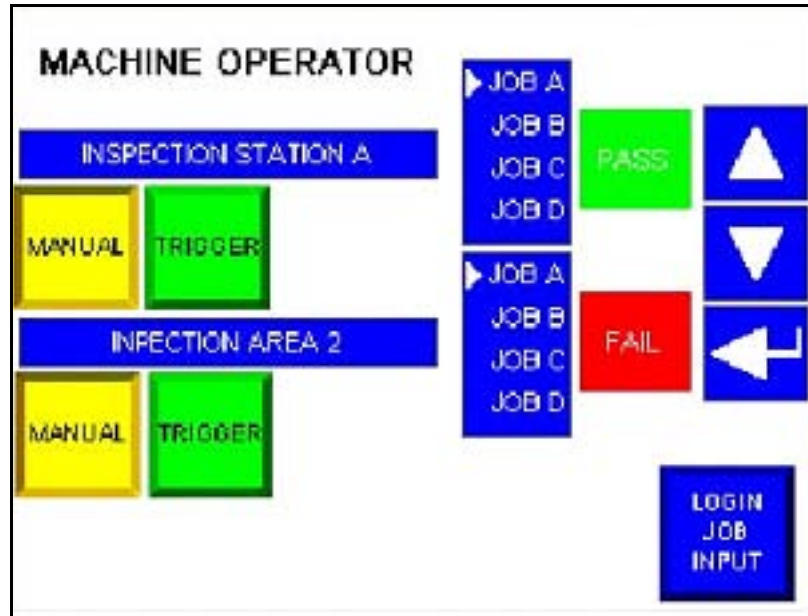 MACHINE OPERATOR
INSPECTION STATION A
MANUAL
TRIGGER
INPECTION AREA 2
MANUAL
TRIGGER
JOB A
JOB B
JOB C
JOB D
PASS
JOB A
JOB B
JOB C
JOB D
FAIL
LOGIN
JOB
INPUT